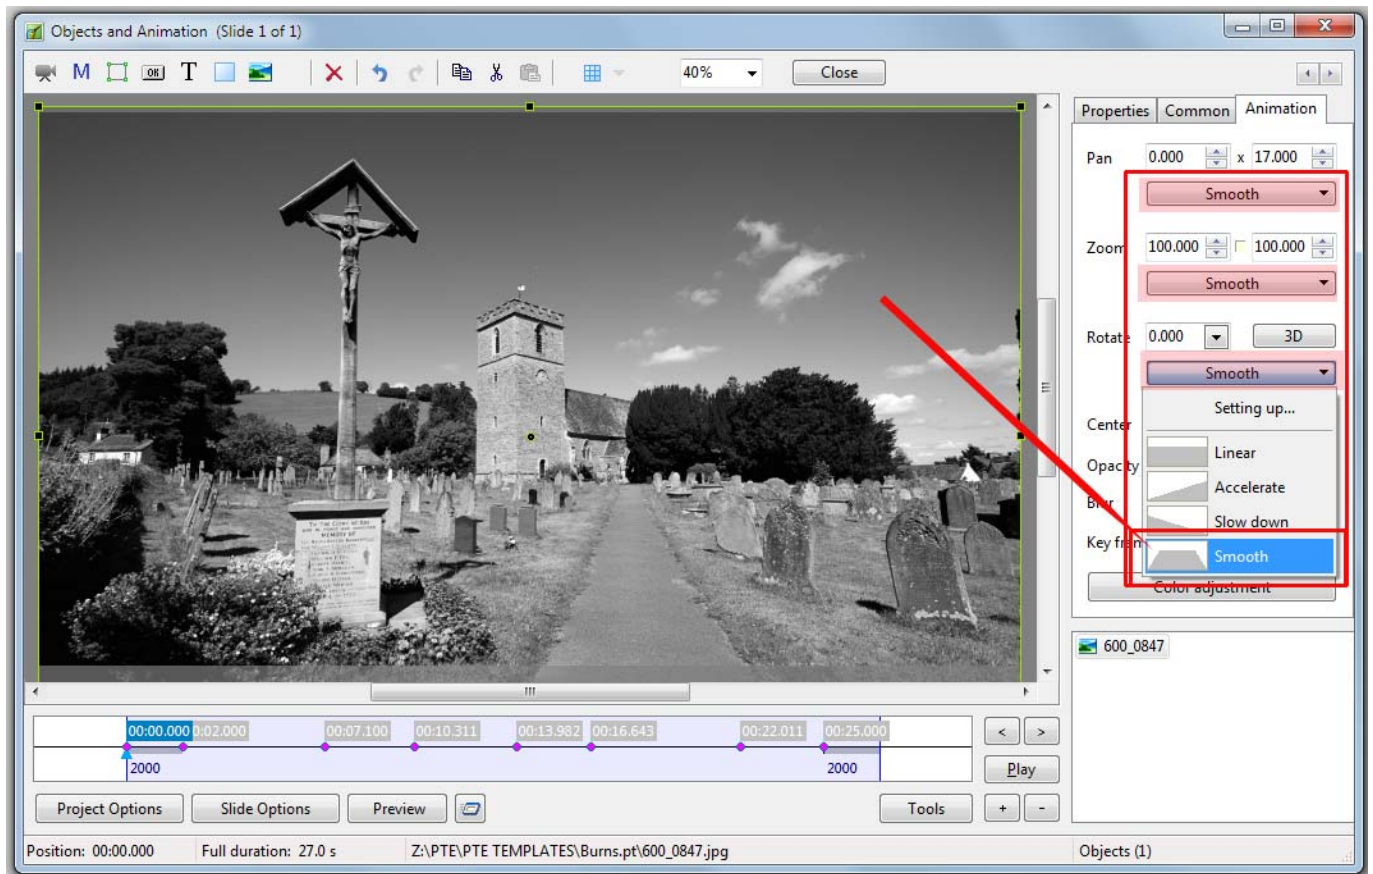 Objects and Animation (Slide 1 of 1)
M OK T 40% Close
Properties Common Animation
Pan 0.000 x 17.000
Smooth
Zoom 100.000 100.000
Smooth
Rotate 0.000 3D
Smooth
Setting up...
Center
Linear
Opacity
Accelerate
Blur
Slow down
Key fram
Smooth
Color adjustment
600_0847
00:00.000 0:02.000 00:07.100 00:10.311 00:13.982 00:16.643 00:22.011 00:25.000
< >
2000 2000
Play
Project Options Slide Options Preview Tools + -
Position: 00:00.000 Full duration: 27.0 s Z:\PTE\PTE TEMPLATES\Burns.pt\600_0847.jpg Objects (1)